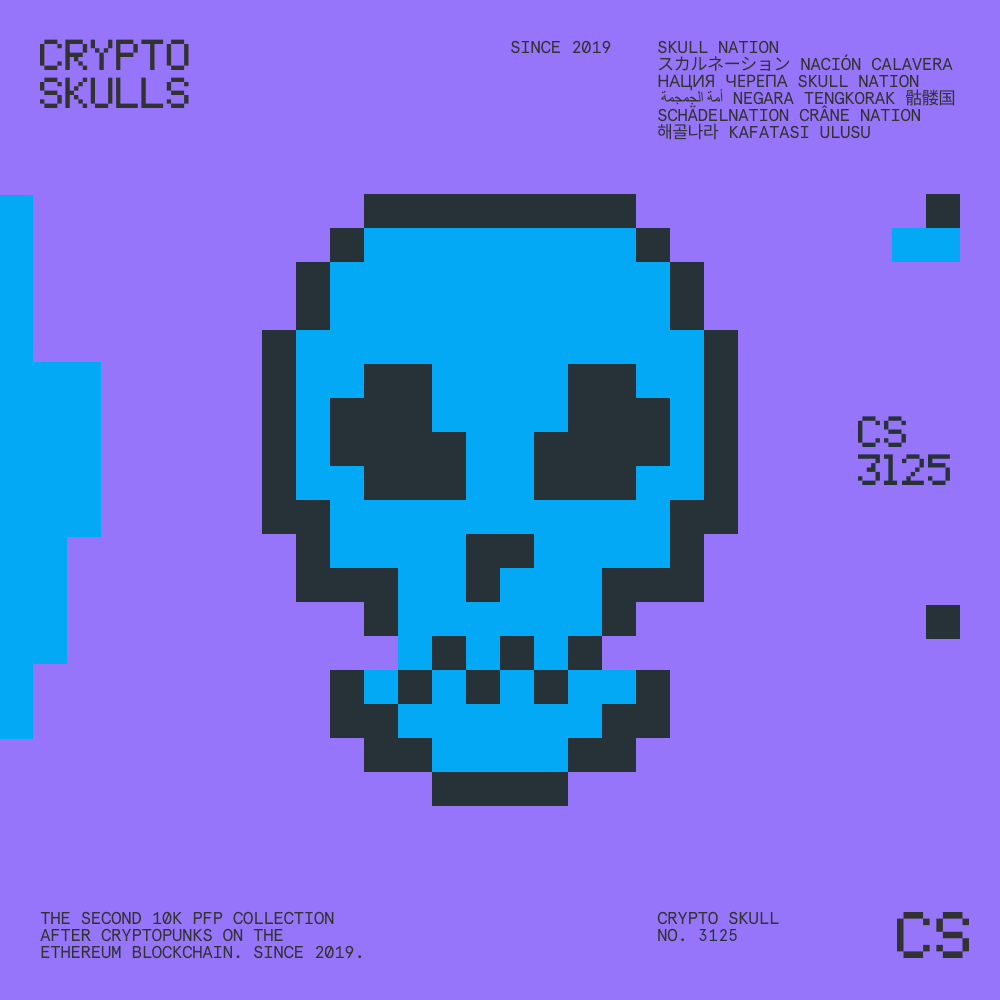 CRYPTO
SKULLS
SINCE 2019
SKULL NATION
スカルネーション NACIÓN CALAVERA
НАЦИЯ ЧЕРЕПА SKULL NATION
أمة الجمجمة NEGARA TENGKORAK 骷髅国
SCHÄDELNATION CRÂNE NATION
해골나라 KAFATASI ULUSU
CS
3125
THE SECOND 10K PFP COLLECTION
AFTER CRYPTOPUNKS ON THE
ETHEREUM BLOCKCHAIN. SINCE 2019.
CRYPTO SKULL
NO. 3125
CS